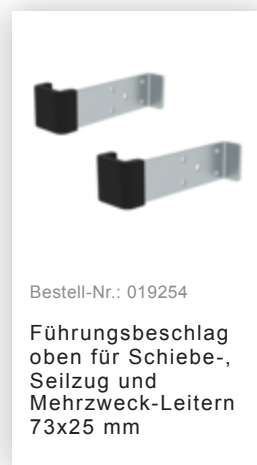 Bestell-Nr.: 019254
Führungsbeschlag
oben für Schiebe-,
Seilzug und
Mehrzweck-Leitern
73x25 mm